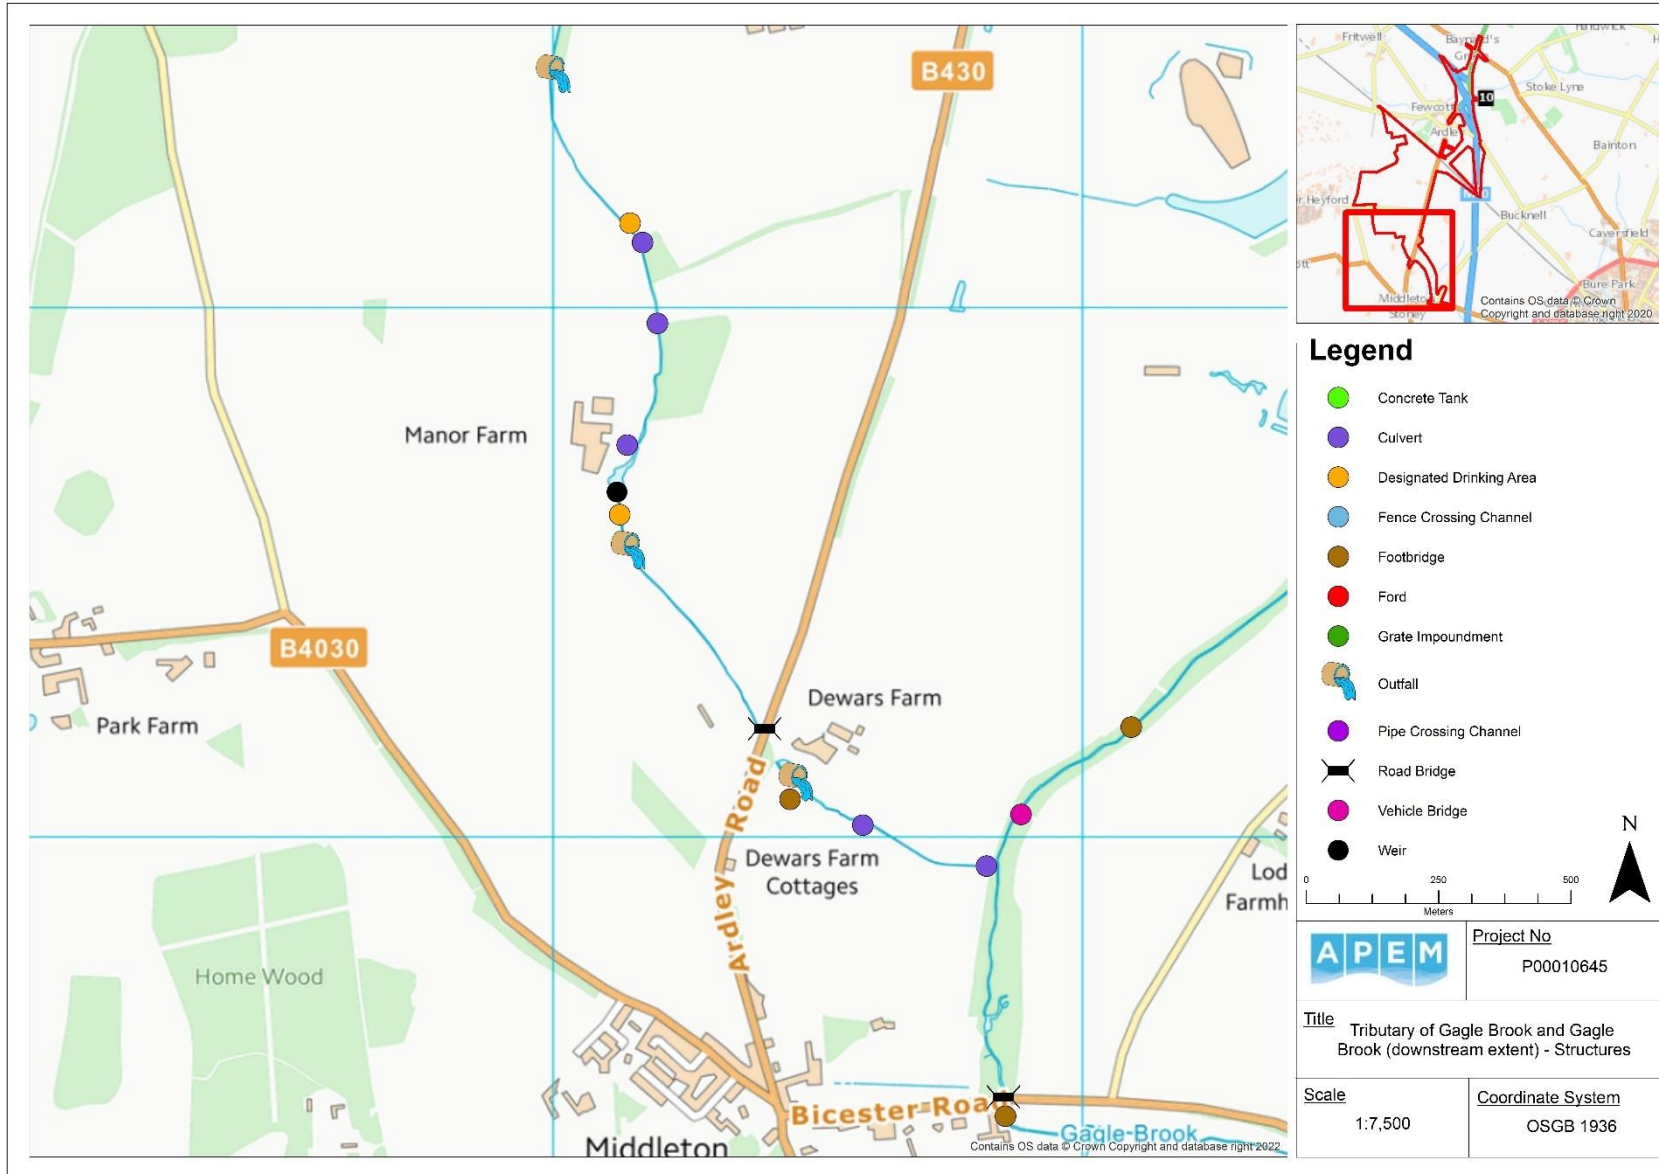 B430
Manor Farm
B4030
Park Farm
Dewars Farm
Ardley Road
Dewars Farm
Cottages
Lod
Farmh
Home Wood
Bicester Road
Middleton
Gagle-Brook
Contains OS data © Crown Copyright and database right 2022
Fritwell
Baynard's
Hardwick
Stoke Lyne
10
Fewcott
Ardley
Bainton
r Heyford
Bucknell
Caversfield
ott
Bure Park
Middleton
Stoney
Contains OS data © Crown
Copyright and database right 2020
Legend
Concrete Tank
Culvert
Designated Drinking Area
Fence Crossing Channel
Footbridge
Ford
Grate Impoundment
Outfall
Pipe Crossing Channel
Road Bridge
Vehicle Bridge
Weir
N
0 250 500
Meters
APEM
Project No
P00010645
Title
Tributary of Gagle Brook and Gagle
Brook (downstream extent) - Structures
Scale
1:7,500
Coordinate System
OSGB 1936